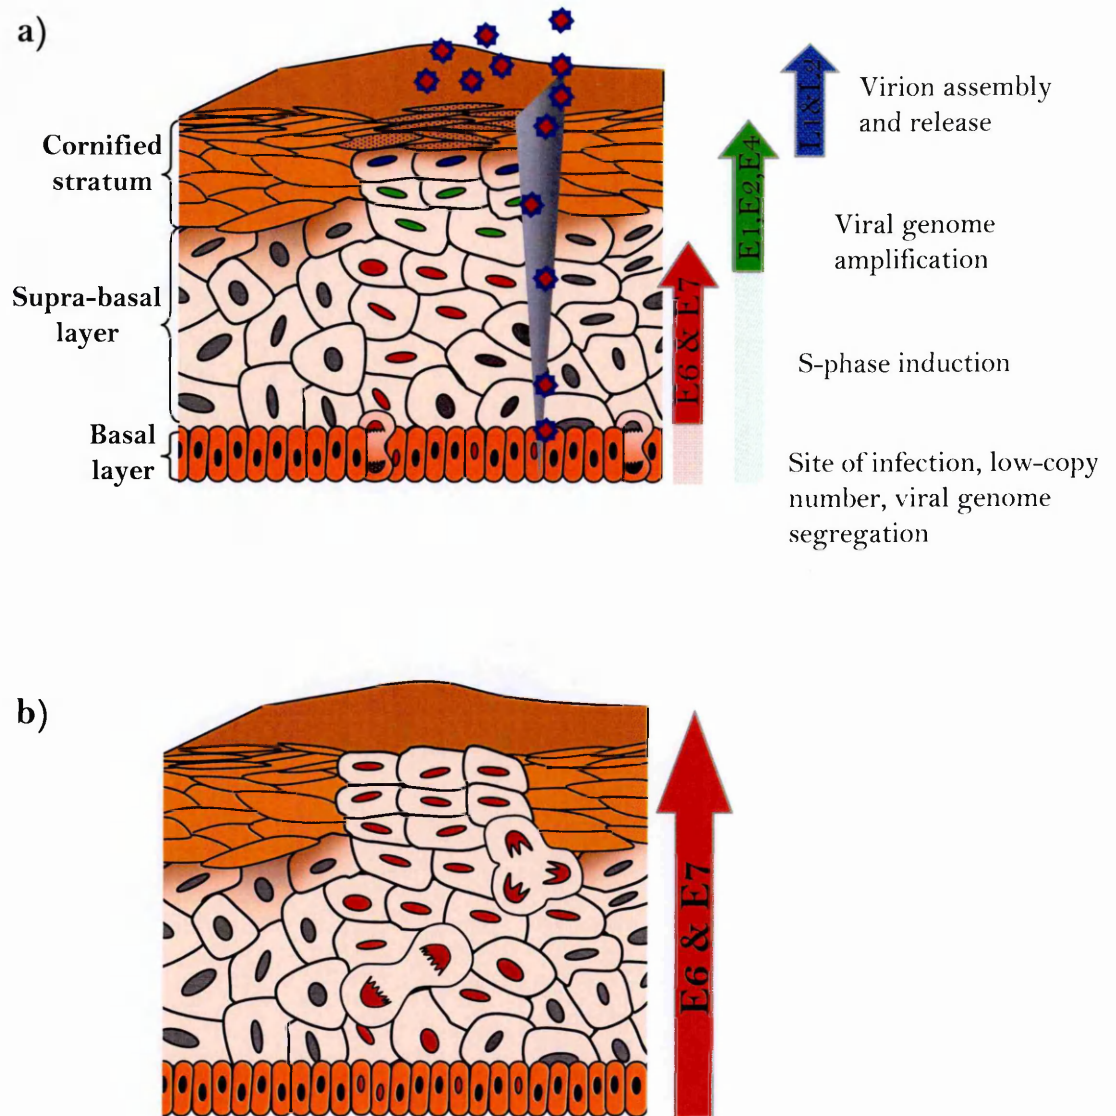 a)
Cornified
stratum
Supra-basal
layer
Basal
layer
E6 & E7
E1,E2,E4
L1&L2
Virion assembly
and release
Viral genome
amplification
S-phase induction
Site of infection, low-copy
number, viral genome
segregation
b)
E6 & E7